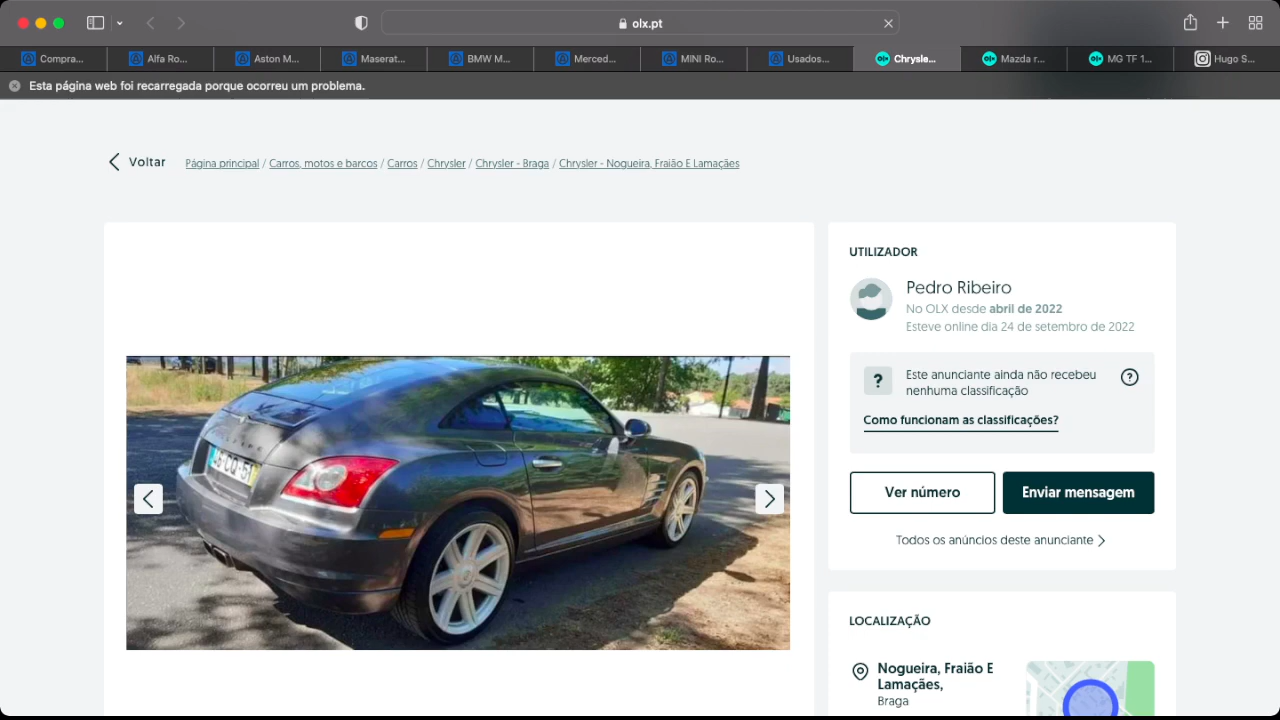 olx.pt
Compra...
Alfa Ro...
Aston M...
Maserat...
BMW M...
Merced...
MINI Ro...
Usados...
Chrysle...
Mazda r...
MG TF 1...
Hugo S...
Esta página web foi recarregada porque ocorreu um problema.
Voltar
Página principal / Carros, motos e barcos / Carros / Chrysler / Chrysler - Braga / Chrysler - Nogueira, Fraião E Lamaçães
UTILIZADOR
Pedro Ribeiro
No OLX desde abril de 2022
Esteve online dia 24 de setembro de 2022
Este anunciante ainda não recebeu
nenhuma classificação
Como funcionam as classificações?
Ver número
Enviar mensagem
Todos os anúncios deste anunciante
LOCALIZAÇÃO
Nogueira, Fraião E
Lamaçães,
Braga